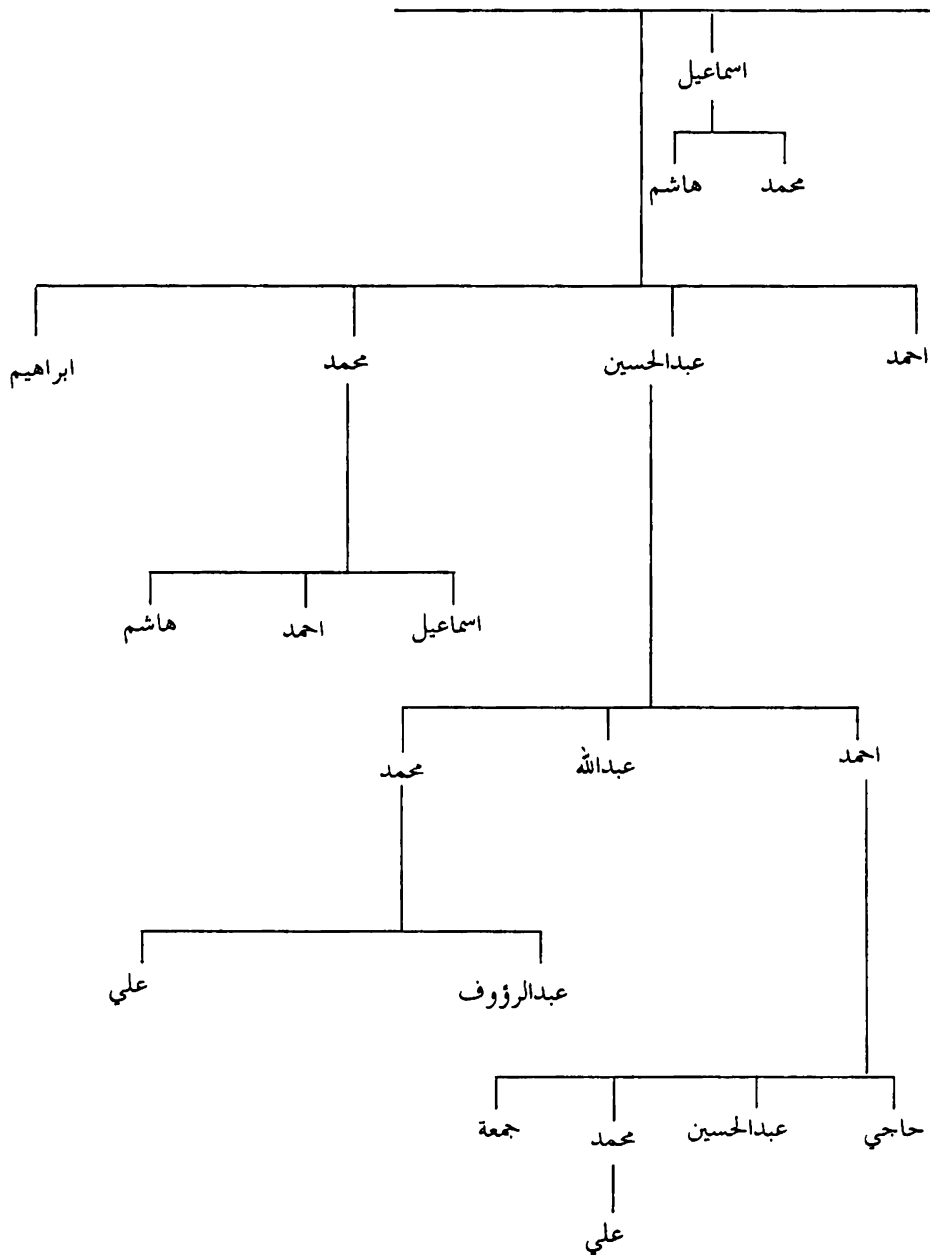 اسماعيل
محمد هاشم
احمد عبدالحسين محمد ابراهيم
اسماعيل احمد هاشم
احمد عبدالله محمد
عبدالرؤوف علي
حاجي عبدالحسين محمد جمعة
علي